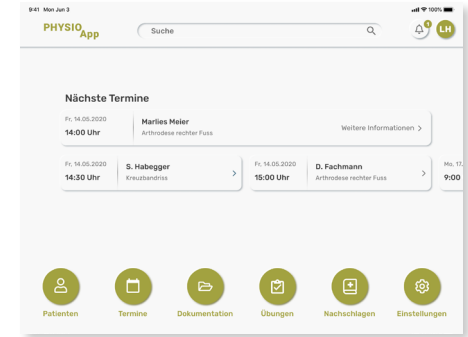 9:41 Mon Jun 3
100%
PHYSIO
App
Suche
1
LH
Nächste Termine
Fr, 14.05.2020
14:00 Uhr
Marlies Meier
Arthrodese rechter Fuss
Weitere Informationen >
Fr, 14.05.2020
14:30 Uhr
S. Habegger
Kreuzbandriss
Fr, 14.05.2020
15:00 Uhr
D. Fachmann
Arthrodese rechter Fuss
Mo, 17.
9:00
Patienten
Termine
Dokumentation
Übungen
Nachschlagen
Einstellungen